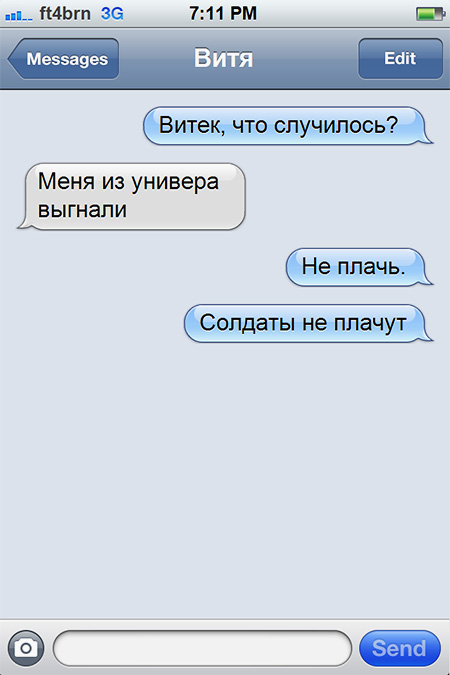 ft4brn 3G 7:11 PM
Messages Витя Edit
Витек, что случилось?
Меня из универа
выгнали
Не плачь.
Солдаты не плачут
Send